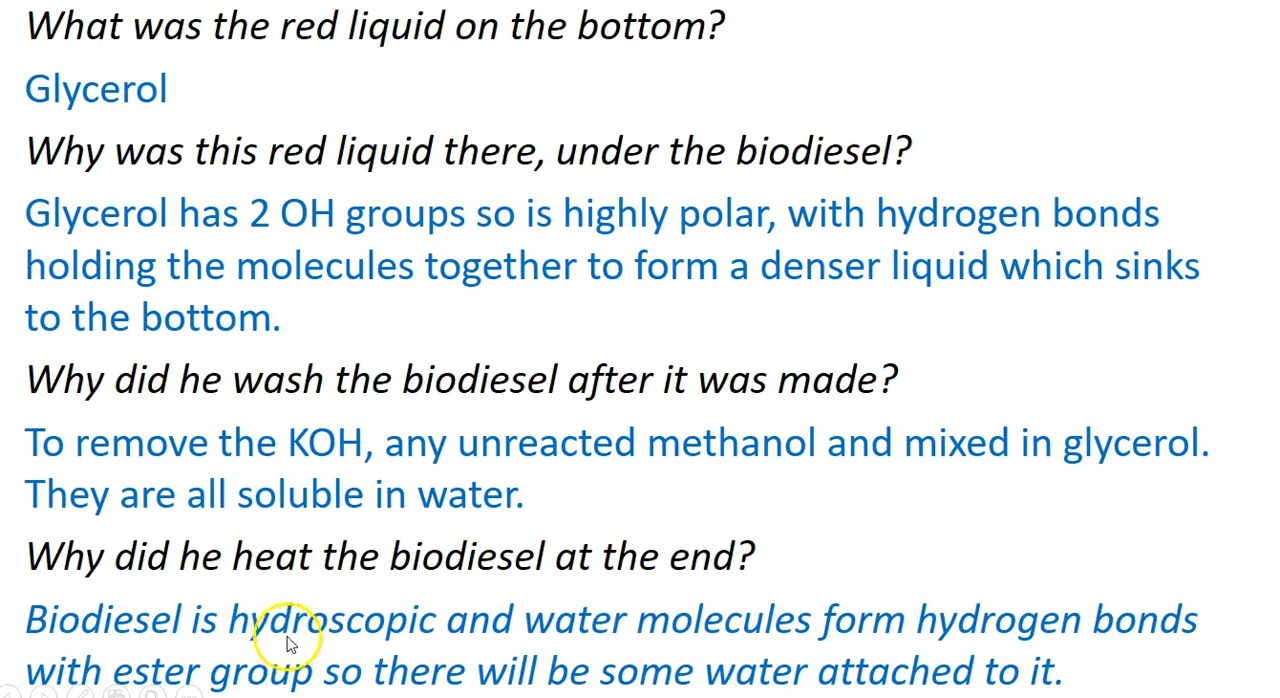 What was the red liquid on the bottom?
Glycerol
Why was this red liquid there, under the biodiesel?
Glycerol has 2 OH groups so is highly polar, with hydrogen bonds
holding the molecules together to form a denser liquid which sinks
to the bottom.
Why did he wash the biodiesel after it was made?
To remove the KOH, any unreacted methanol and mixed in glycerol.
They are all soluble in water.
Why did he heat the biodiesel at the end?
Biodiesel is hydroscopic and water molecules form hydrogen bonds
with ester group so there will be some water attached to it.